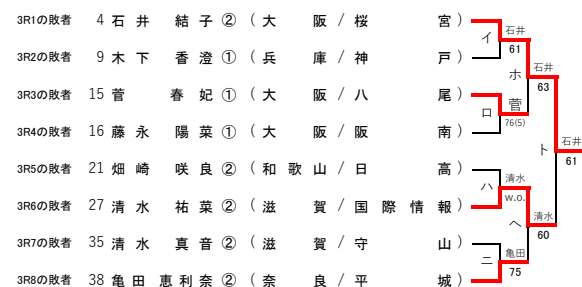 3R1の敗者 4 石井 結子② (大阪/桜宮)
3R2の敗者 9 木下 香澄① (兵庫/神戸)
3R3の敗者 15 菅 春妃① (大阪/八尾)
3R4の敗者 16 藤永 陽菜① (大阪/阪南)
3R5の敗者 21 畑崎 咲良② (和歌山/日高)
3R6の敗者 27 清水 祐菜② (滋賀/国際情報)
3R7の敗者 35 清水 真音② (滋賀/守山)
3R8の敗者 38 亀田 恵利奈② (奈良/平城)
イ 石井 61
ロ 菅 76(5)
ハ 清水 w.o.
ニ 亀田 75
ホ 石井 63
ヘ 清水 60
ト 石井 61